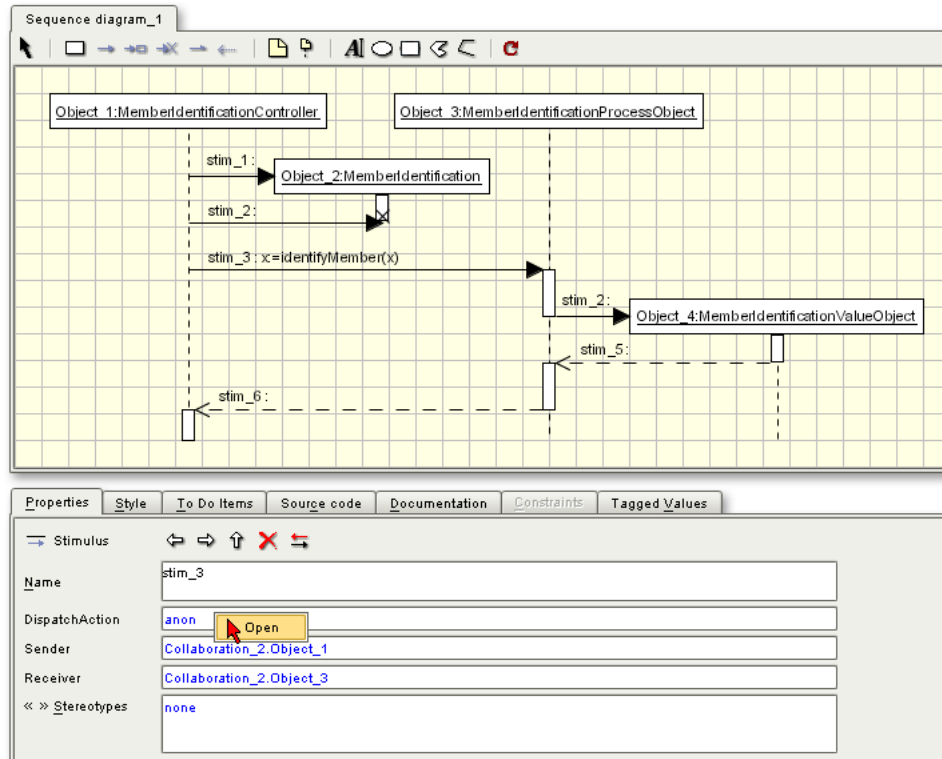 Sequence diagram_1
A
C
Object_1:MemberIdentificationController
Object_3:MemberIdentificationProcessObject
stim_1:
Object_2:MemberIdentification
stim_2:
stim_3 : x:=identifyMember(x)
stim_2:
Object_4:MemberIdentificationValueObject
stim_5:
stim_6 :
Properties Style To Do Items Source code Documentation Constraints Tagged Values
Stimulus
Name stim_3
DispatchAction anon
Open
Sender Collaboration_2.Object_1
Receiver Collaboration_2.Object_3
« » Stereotypes none